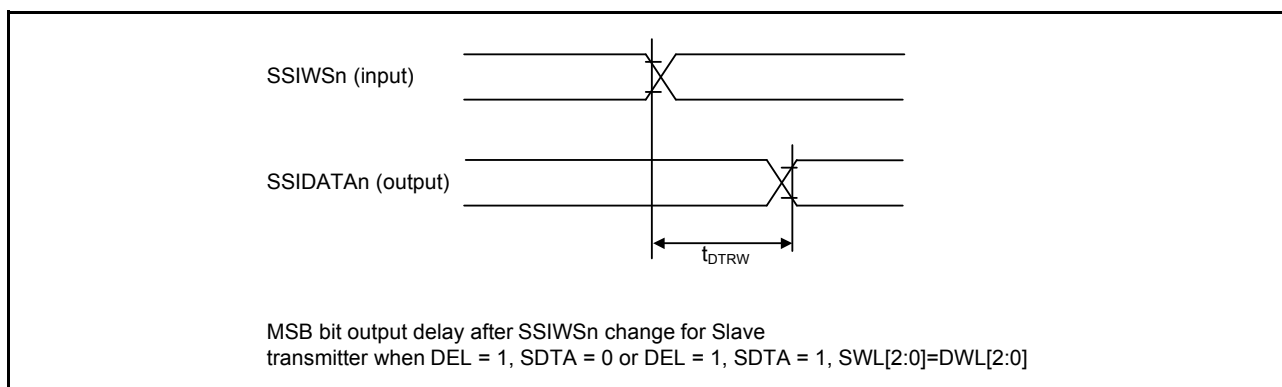 SSIWSn (input)
SSIDATAn (output)
tDTRW
MSB bit output delay after SSIWSn change for Slave
transmitter when DEL = 1, SDTA = 0 or DEL = 1, SDTA = 1, SWL[2:0]=DWL[2:0]